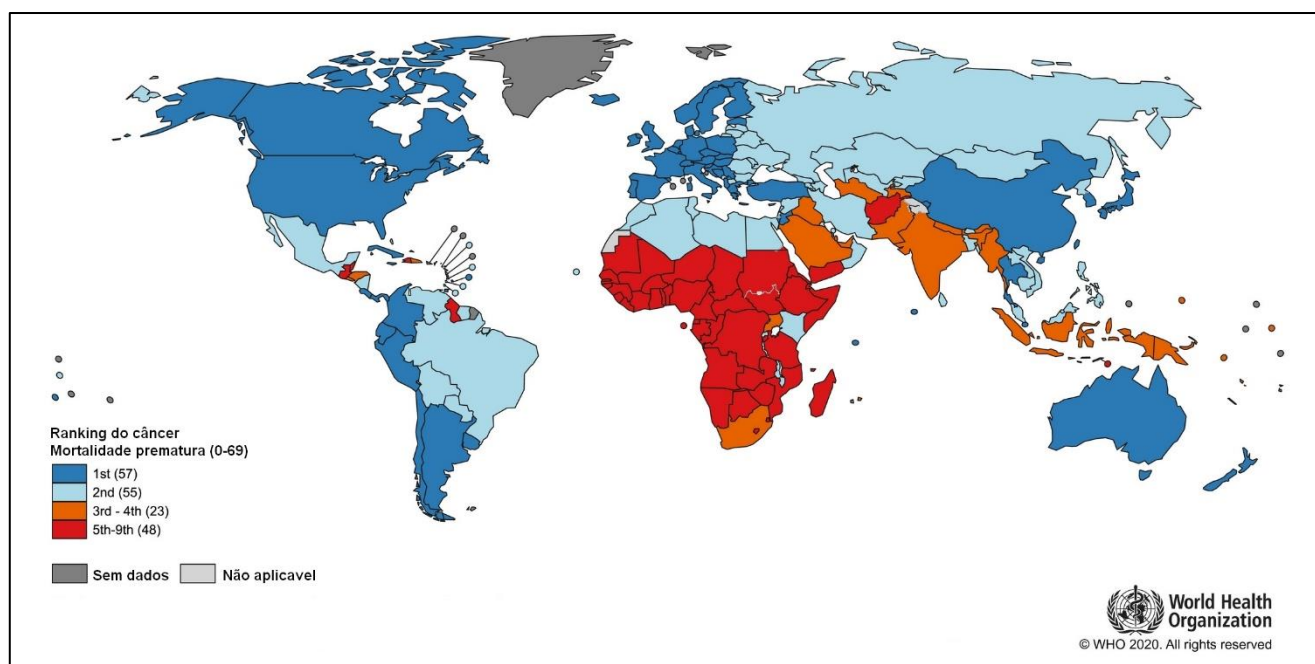 Ranking do câncer
Mortalidade prematura (0-69)
1st (57)
2nd (55)
3rd - 4th (23)
5th-9th (48)
Sem dados
Não aplicavel
World Health
Organization
© WHO 2020. All rights reserved